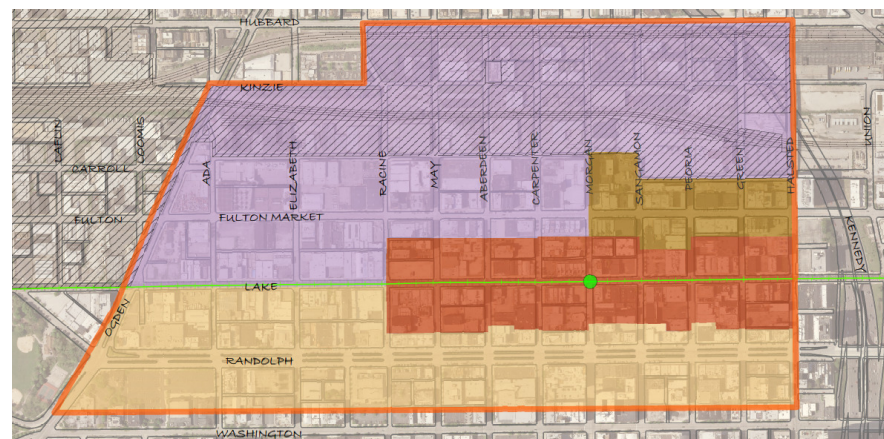 HUBBARD
KINZIE
LAFLIN
LOOMIS
CARROLL
ADA
ELIZABETH
RACINE
MAY
ABERDEEN
CARPENTER
MORGAN
SANGAMON
PEORIA
GREEN
HALSTED
UNION
FULTON
FULTON MARKET
KENNEDY
LAKE
OGDEN
RANDOLPH
WASHINGTON